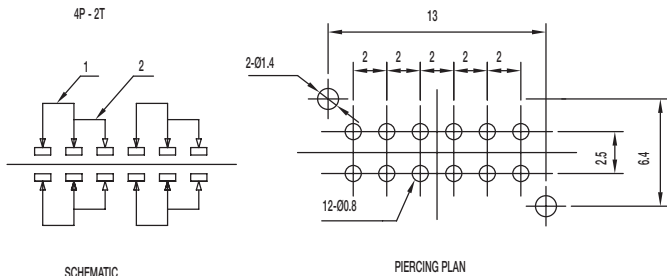 4P - 2T
1
2
SCHEMATIC
13
2 2 2 2 2
2-Ø1.4
2.5
6.4
12-Ø0.8
PIERCING PLAN